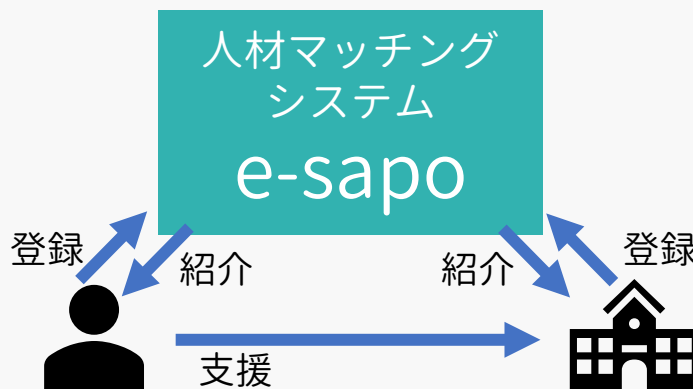 人材マッチング
システム
e-sapo
登録
紹介
紹介
登録
支援